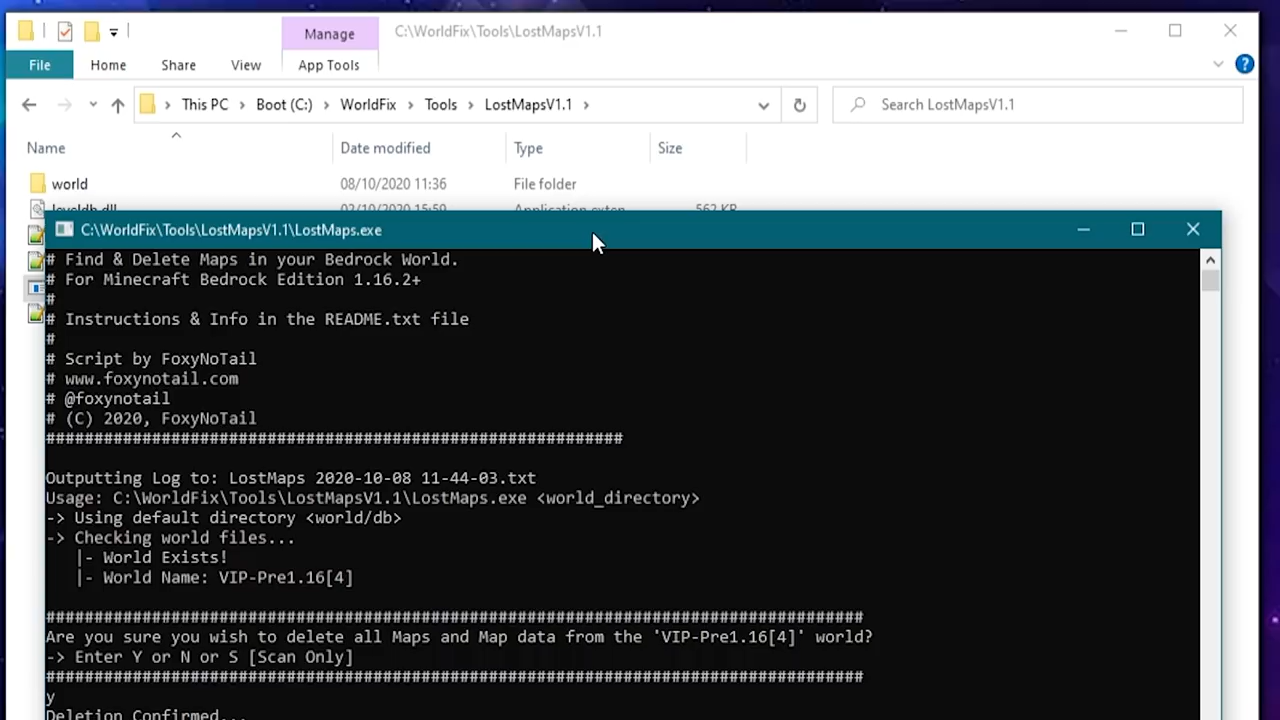 Manage
C:\WorldFix\Tools\LostMapsV1.1
File
Home
Share
View
App Tools
This PC
Boot (C:)
WorldFix
Tools
LostMapsV1.1
Search LostMapsV1.1
Name
Date modified
Type
Size
world
08/10/2020 11:36
File folder
leveldb.dll
02/10/2020 15:59
Application exten
562 KB
C:\WorldFix\Tools\LostMapsV1.1\LostMaps.exe
# Find & Delete Maps in your Bedrock World.
# For Minecraft Bedrock Edition 1.16.2+
#
# Instructions & Info in the README.txt file
#
# Script by FoxyNoTail
# www.foxynotail.com
# @foxynotail
# (C) 2020, FoxyNoTail
############################################################
Outputting Log to: LostMaps 2020-10-08 11-44-03.txt
Usage: C:\WorldFix\Tools\LostMapsV1.1\LostMaps.exe <world_directory>
-> Using default directory <world/db>
-> Checking world files...
|- World Exists!
|- World Name: VIP-Pre1.16[4]
#####################################################################################
Are you sure you wish to delete all Maps and Map data from the 'VIP-Pre1.16[4]' world?
-> Enter Y or N or S [Scan Only]
#####################################################################################
y
Deletion Confirmed...